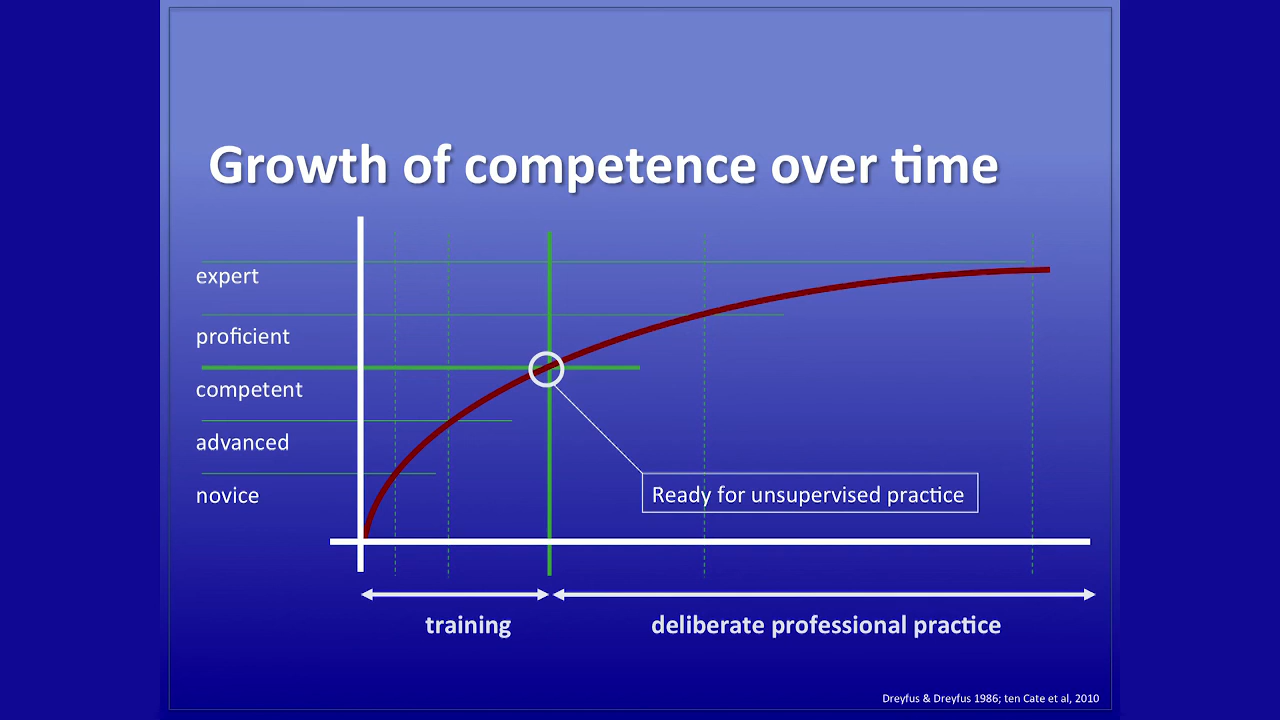 Growth of competence over time
expert
proficient
competent
advanced
novice
Ready for unsupervised practice
training
deliberate professional practice
Dreyfus & Dreyfus 1986; ten Cate et al, 2010